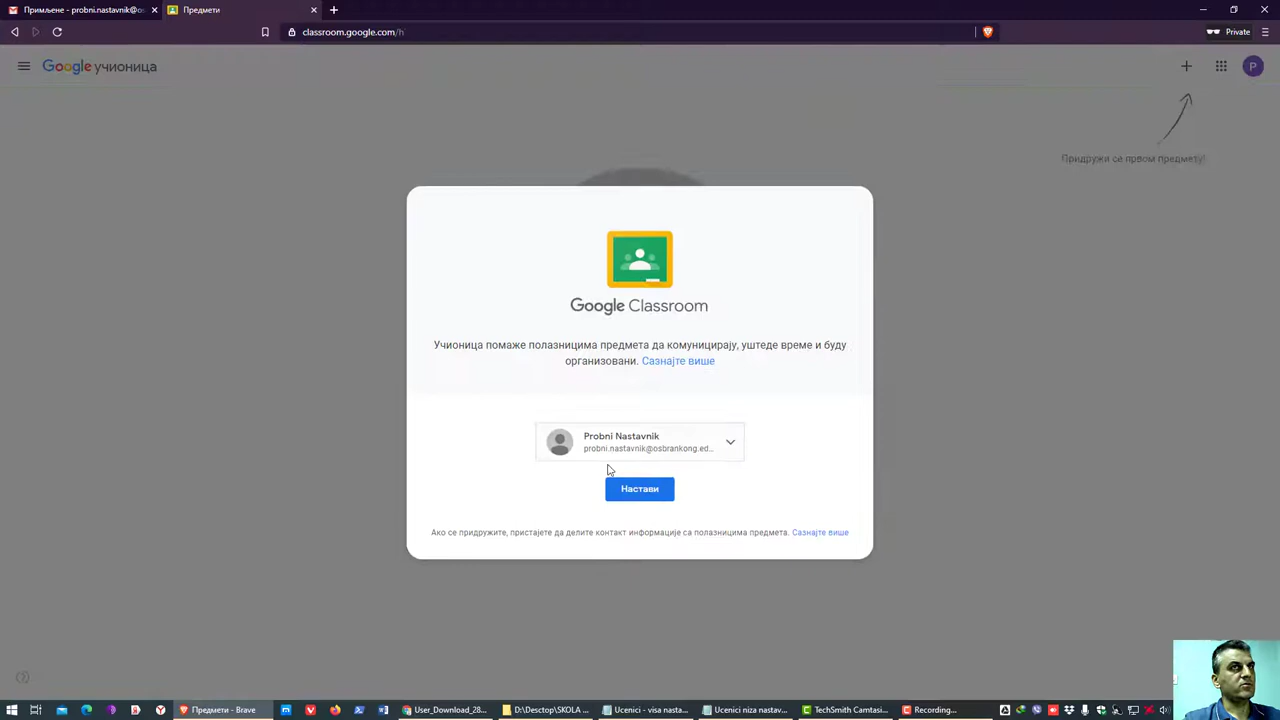 Примљене - probni.nastavnik@os
Предмети
classroom.google.com/h
Private
Google учионица
P
Придружи се првом предмету!
Google Classroom
Учионица помаже полазницима предмета да комуницирају, уштеде време и буду
организовани. Сазнајте више
Probni Nastavnik
probni.nastavnik@osbrankong.ed...
Настави
Ако се придружите, пристајете да делите контакт информације са полазницима предмета. Сазнајте више
Предмети - Brave
User_Download_28...
D:\Desctop\SKOLA ...
Ucenici - visa nasta...
Ucenici niza nastav...
TechSmith Camtasi...
Recording...